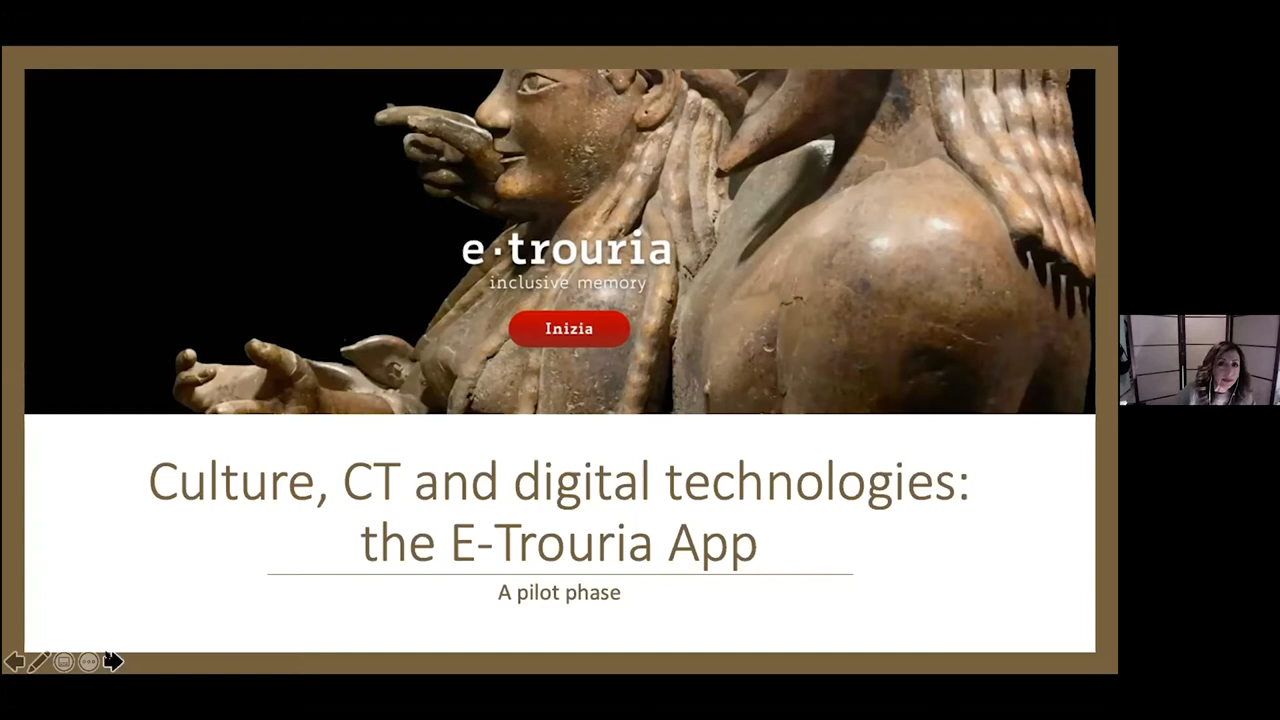 e·trouria
inclusive memory
Inizia
Culture, CT and digital technologies:
the E-Trouria App
A pilot phase